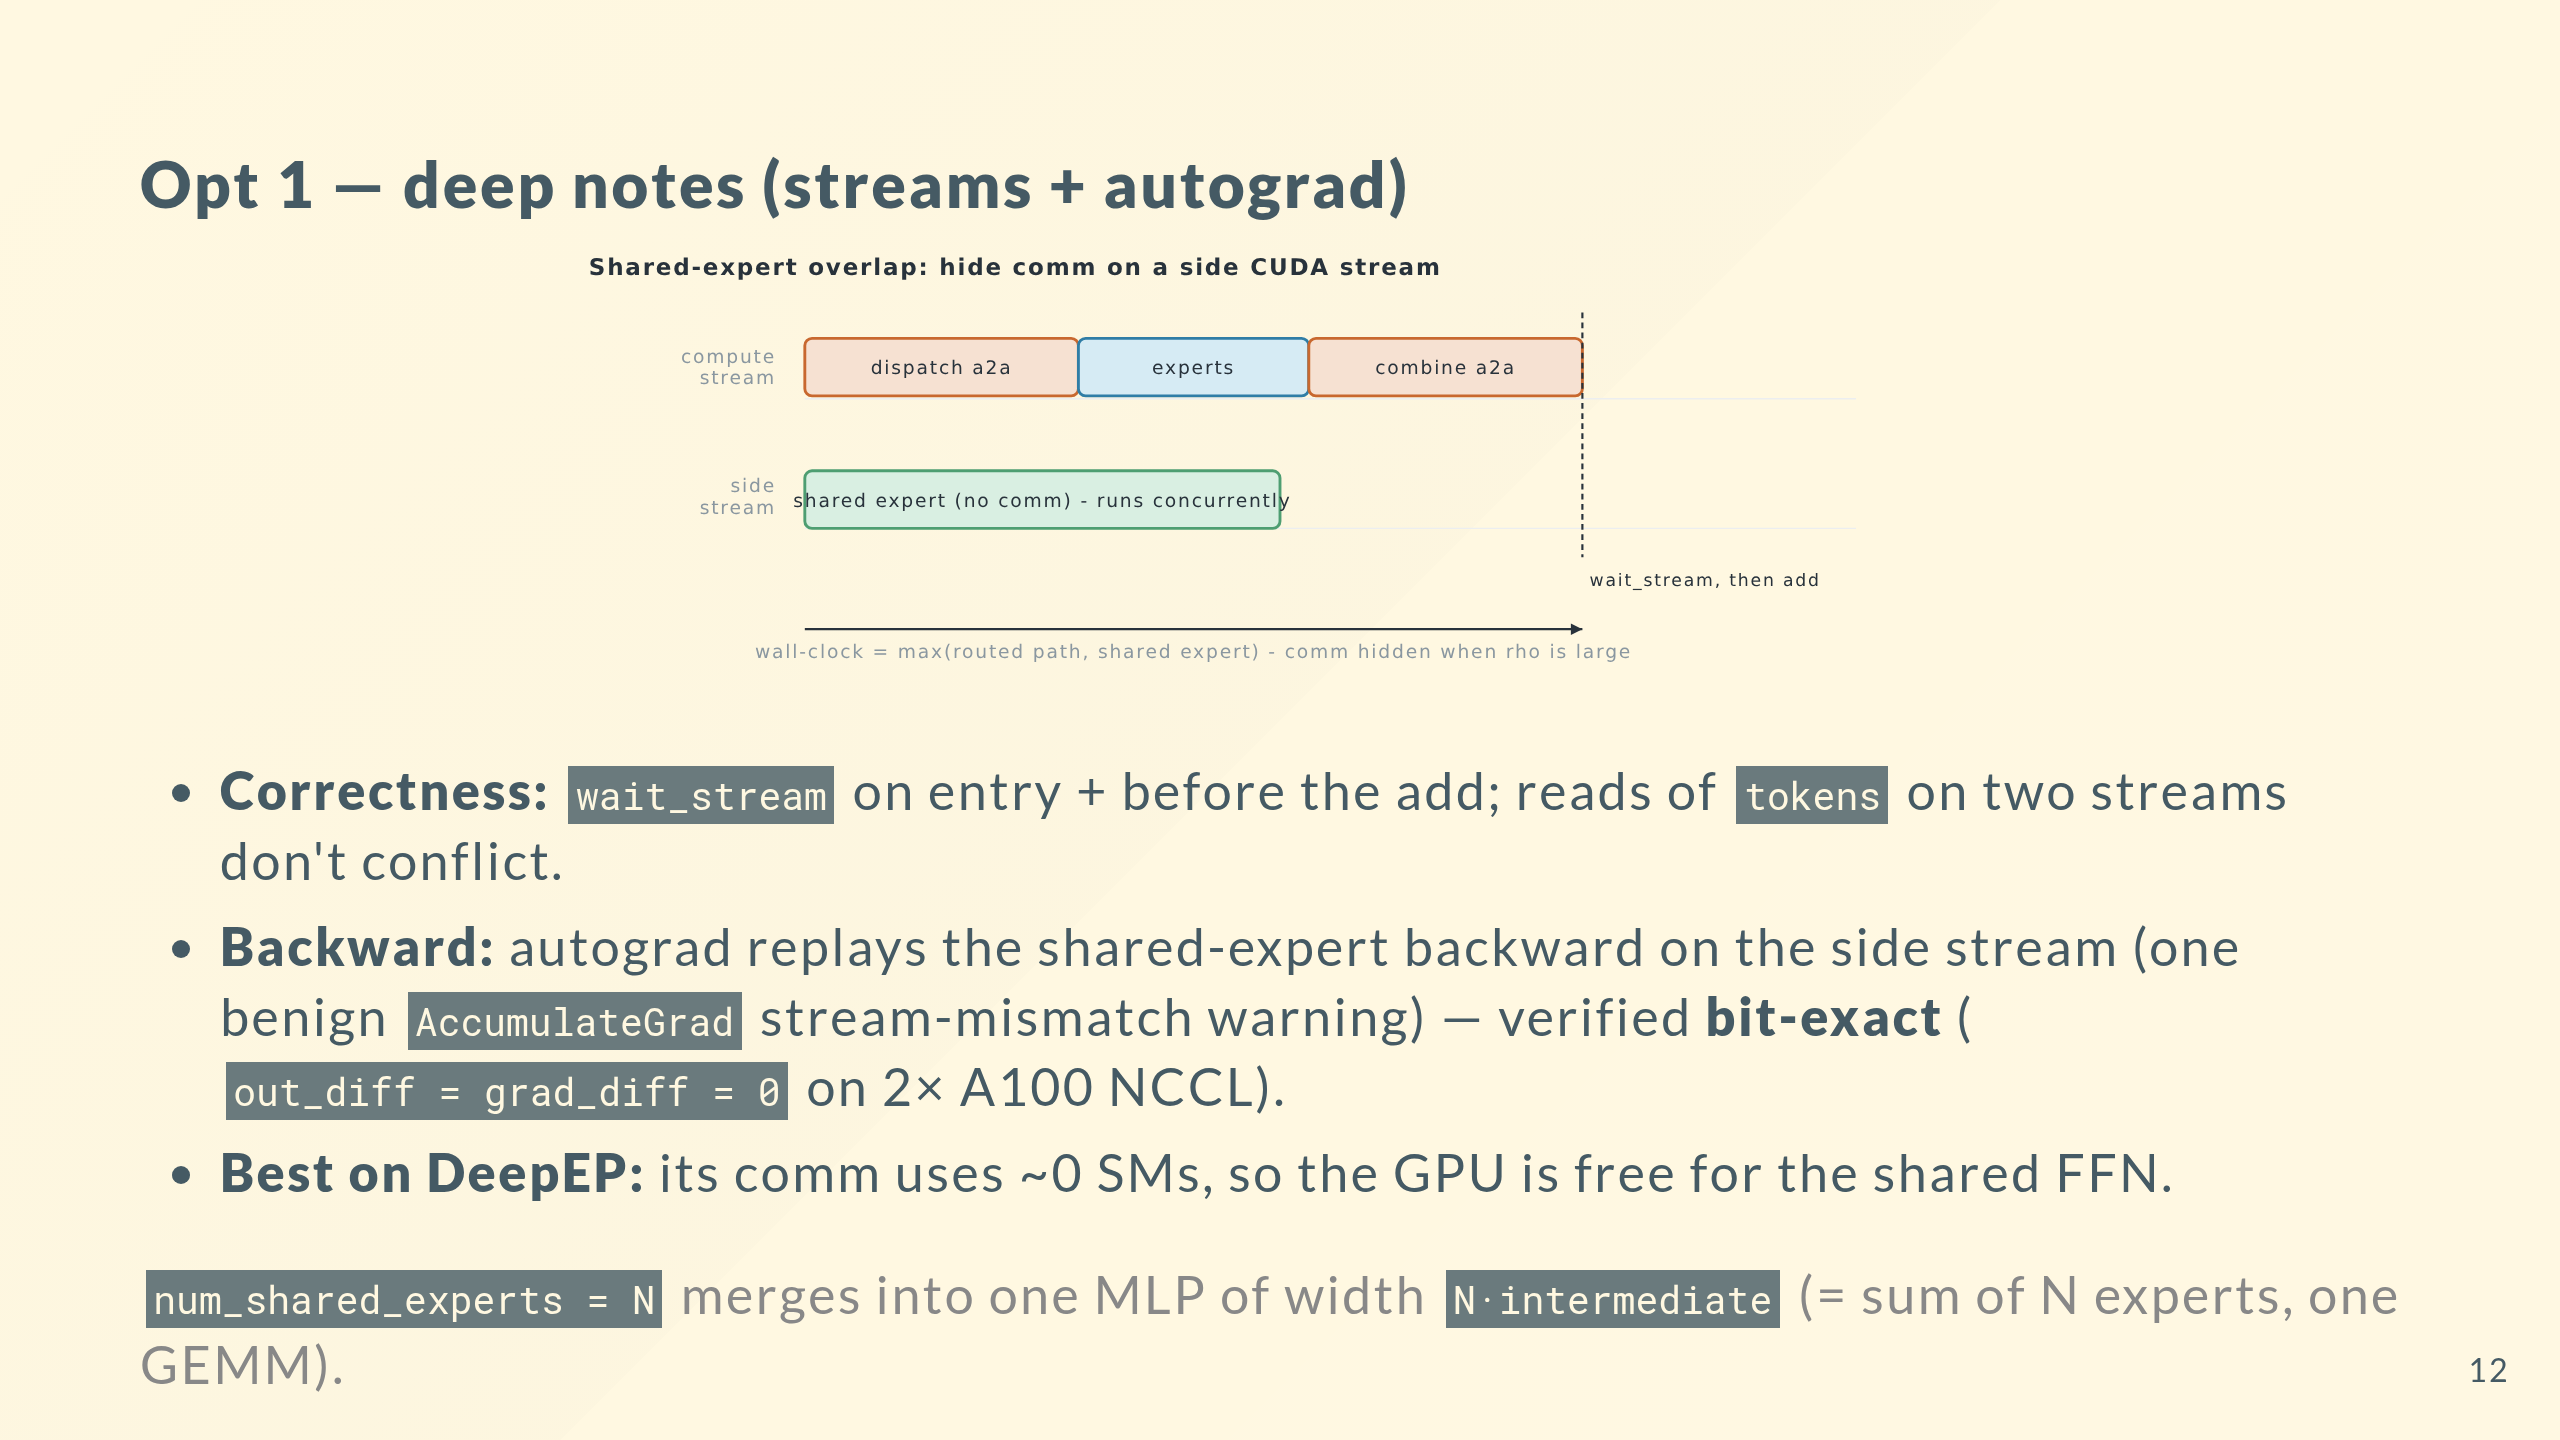 Opt 1 — deep notes (streams + autograd)
Shared-expert overlap: hide comm on a side CUDA stream
compute
stream
dispatch a2a
experts
combine a2a
side
stream
shared expert (no comm) - runs concurrently
wait_stream, then add
wall-clock = max(routed path, shared expert) - comm hidden when rho is large
• Correctness: wait_stream on entry + before the add; reads of tokens on two streams
don't conflict.
• Backward: autograd replays the shared-expert backward on the side stream (one
benign AccumulateGrad stream-mismatch warning) — verified bit-exact (
out_diff = grad_diff = 0 on 2× A100 NCCL).
• Best on DeepEP: its comm uses ~0 SMs, so the GPU is free for the shared FFN.
num_shared_experts = N merges into one MLP of width N·intermediate (= sum of N experts, one
GEMM).
12